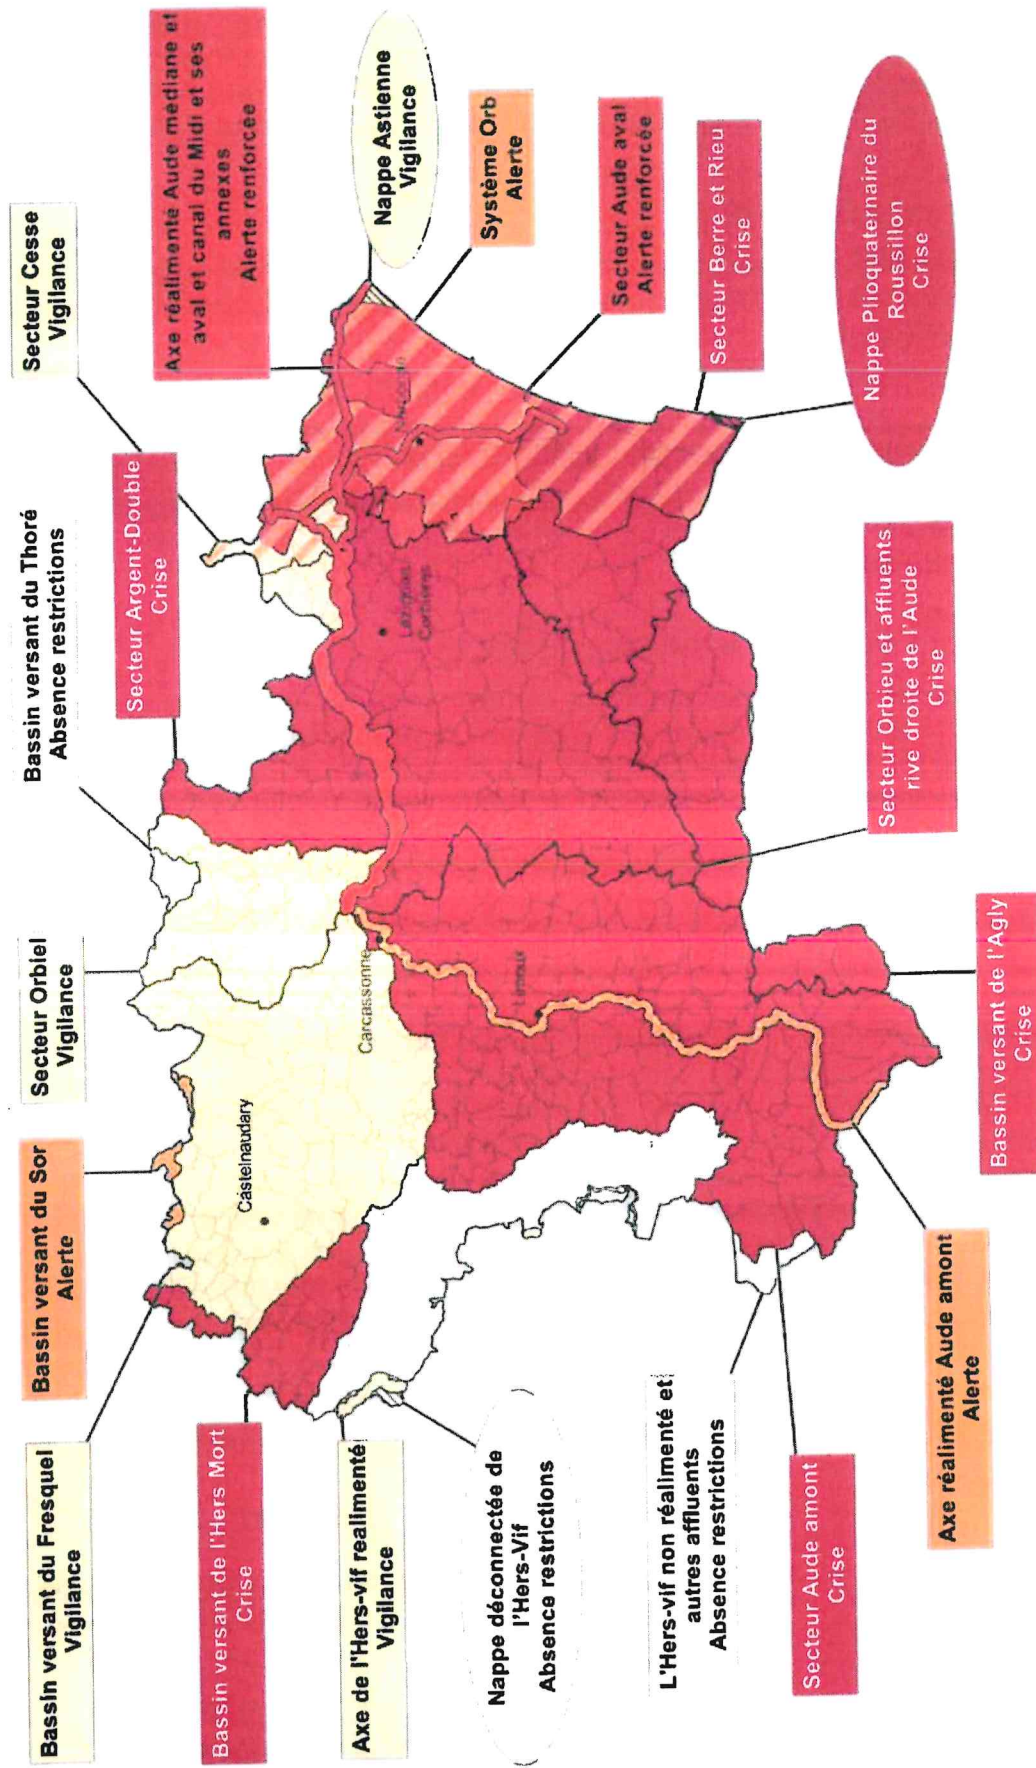 Bassin versant du Fresquel
Vigilance
Bassin versant du Sor
Alerte
Secteur Orbiel
Vigilance
Bassin versant du Thoré
Absence restrictions
Secteur Argent-Double
Crise
Secteur Cesse
Vigilance
Axe réalimenté Aude médiane et
aval et canal du Midi et ses
annexes
Alerte renforcée
Nappe Astienne
Vigilance
Système Orb
Alerte
Secteur Aude aval
Alerte renforcée
Secteur Berre et Rieu
Crise
Nappe Plioquaternaire du
Roussillon
Crise
Secteur Orbieu et affluents
rive droite de l'Aude
Crise
Bassin versant de l'Agly
Crise
Axe réalimenté Aude amont
Alerte
Secteur Aude amont
Crise
L'Hers-vif non réalimenté et
autres affluents
Absence restrictions
Nappe déconnectée de
l'Hers-Vif
Absence restrictions
Axe de l'Hers-vif realimenté
Vigilance
Bassin versant de l'Hers Mort
Crise
Castelnaudary
Carcassonne
Limoux
Lézignan
Corbières
Narbonne